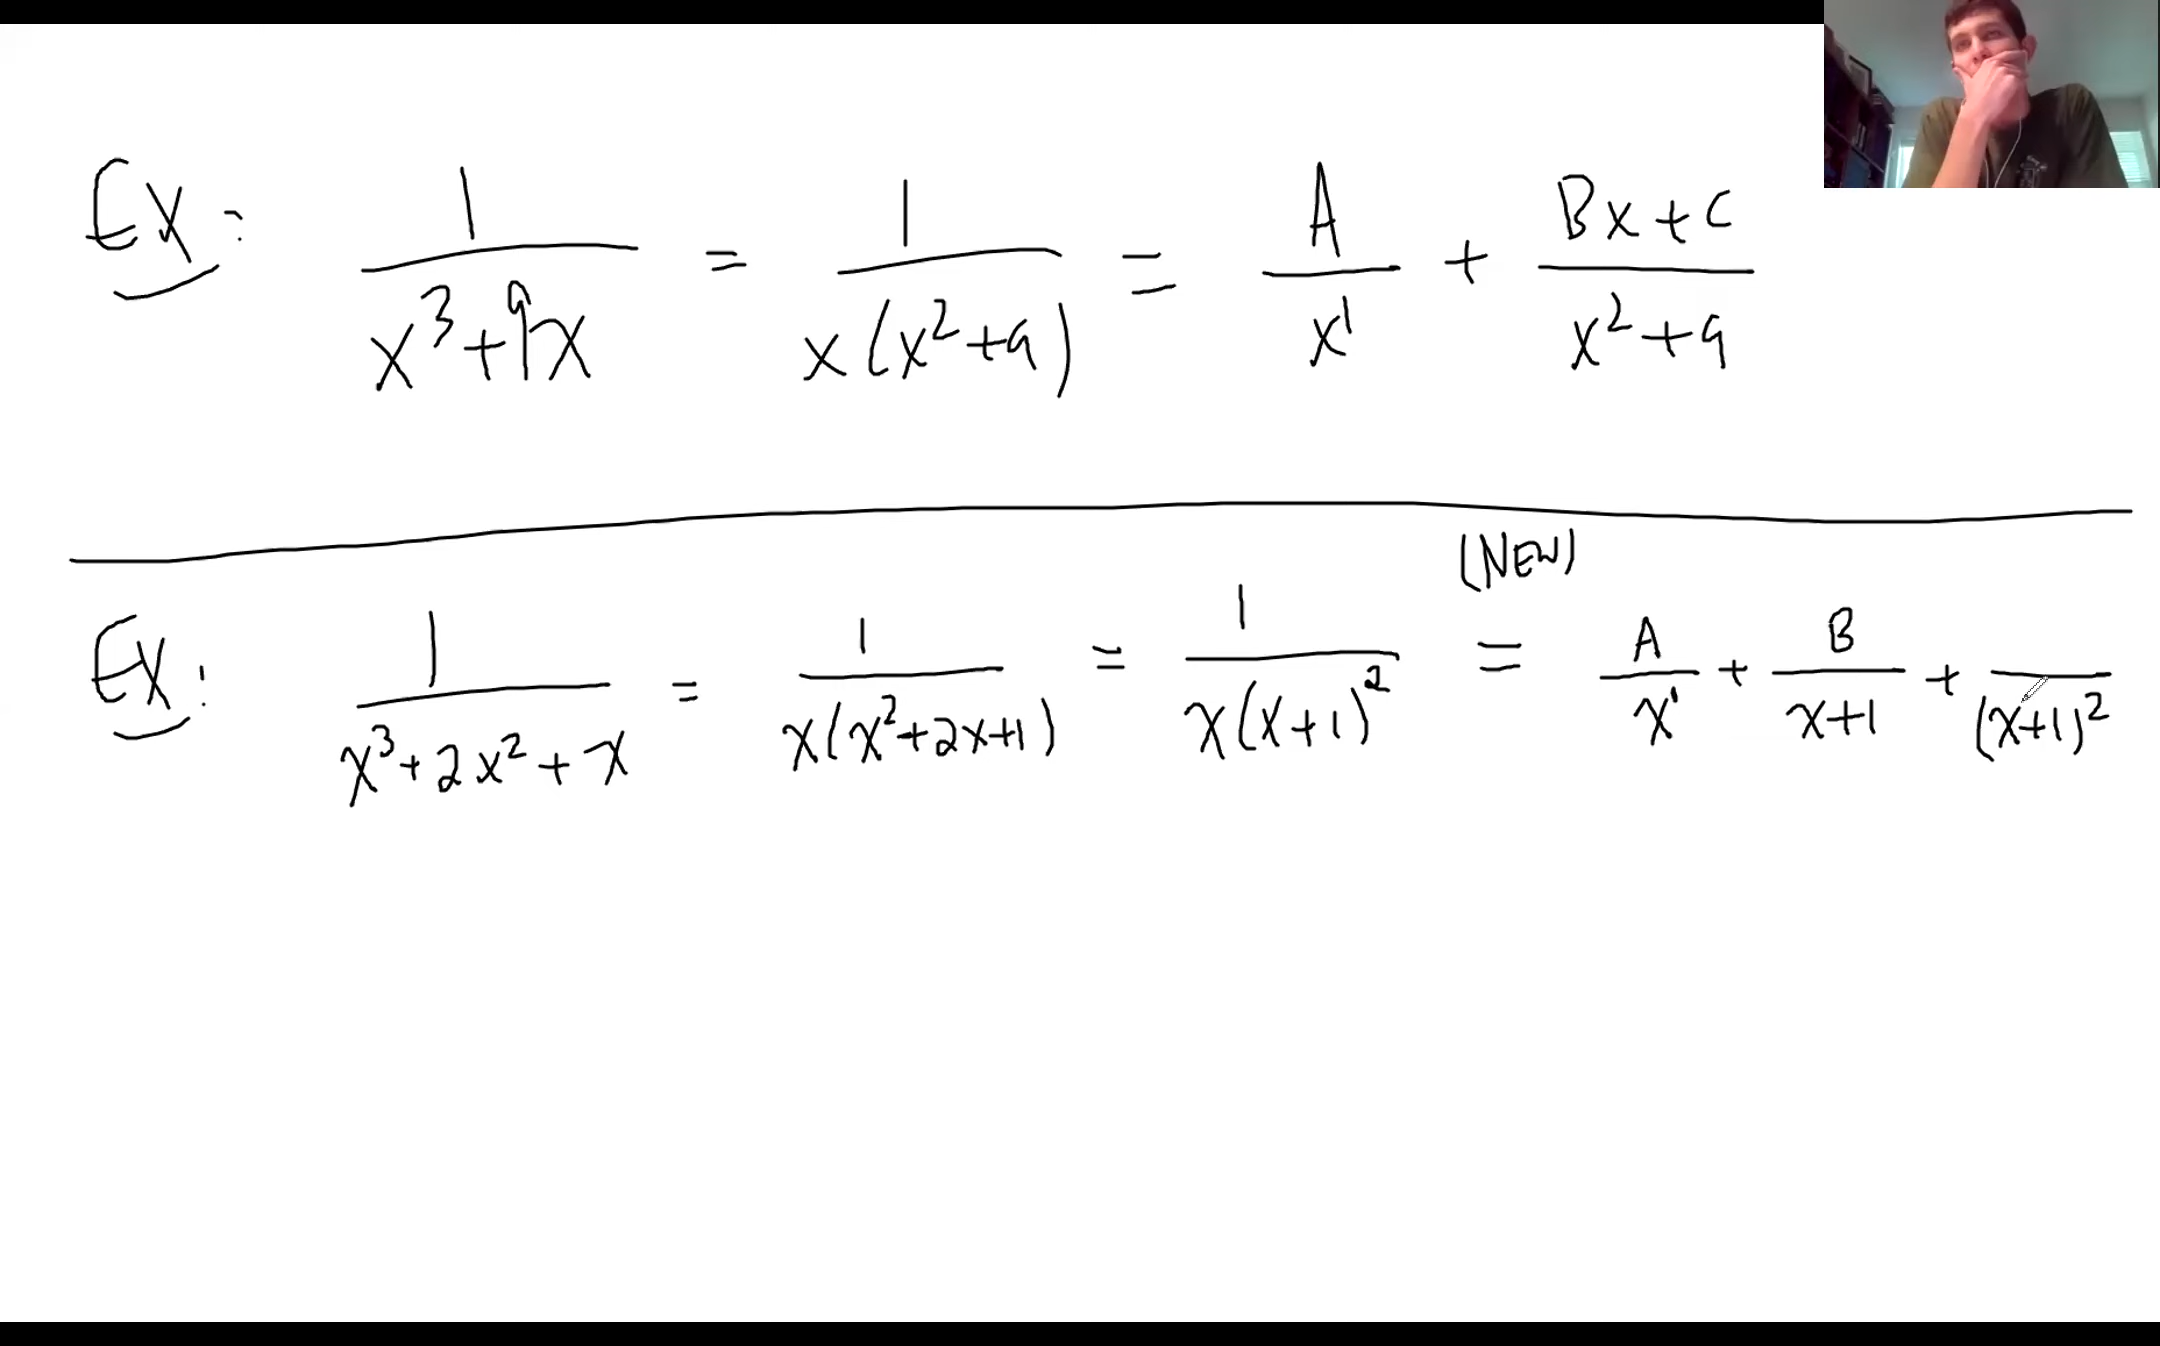 Ex: 1/(x³+9x) = 1/(x(x²+9)) = A/x¹ + (Bx+C)/(x²+9)
(NEW)
Ex: 1/(x³+2x²+x) = 1/(x(x²+2x+1)) = 1/(x(x+1)²) = A/x¹ + B/(x+1) + /(x+1)²